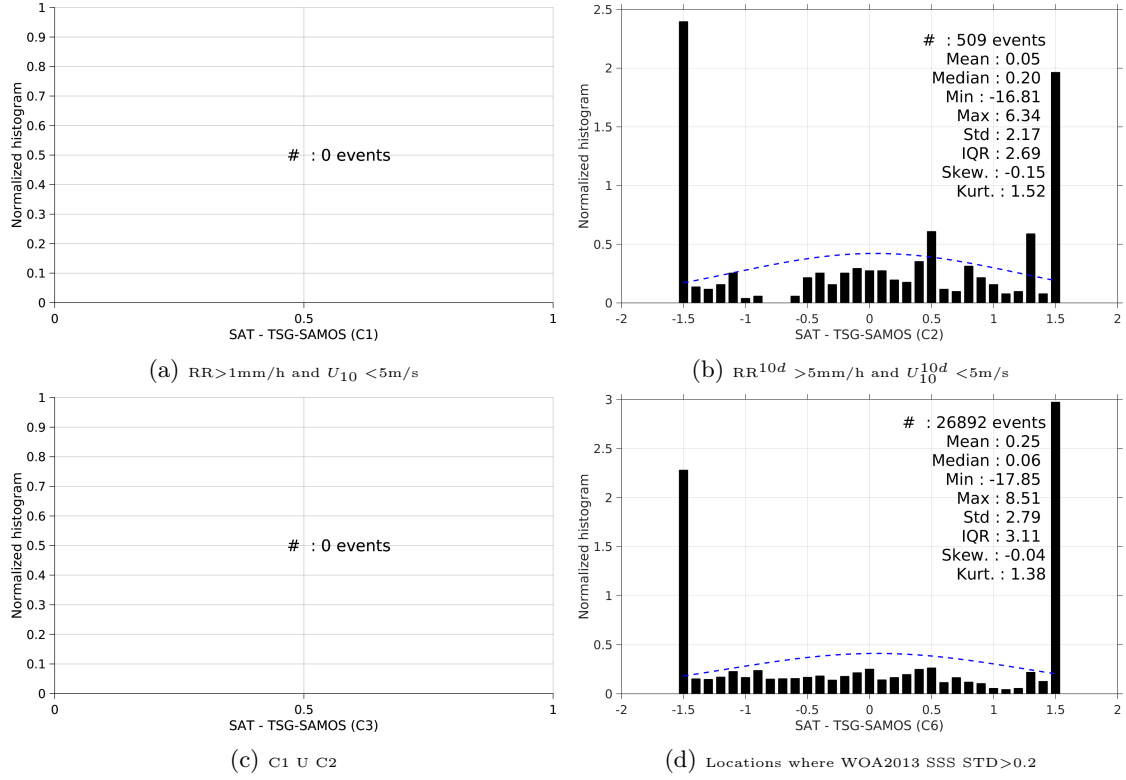 1
0.9
0.8
0.7
0.6
0.5
0.4
0.3
0.2
0.1
0
Normalized histogram
# : 0 events
0 0.5 1
SAT - TSG-SAMOS (C1)
(a) RR>1mm/h and U10 <5m/s
2.5
2
1.5
1
0.5
0
Normalized histogram
# : 509 events
Mean : 0.05
Median : 0.20
Min : -16.81
Max : 6.34
Std : 2.17
IQR : 2.69
Skew. : -0.15
Kurt. : 1.52
-2 -1.5 -1 -0.5 0 0.5 1 1.5 2
SAT - TSG-SAMOS (C2)
(b) RR^10d >5mm/h and U10^10d <5m/s
1
0.9
0.8
0.7
0.6
0.5
0.4
0.3
0.2
0.1
0
Normalized histogram
# : 0 events
0 0.5 1
SAT - TSG-SAMOS (C3)
(c) C1 U C2
3
2.5
2
1.5
1
0.5
0
Normalized histogram
# : 26892 events
Mean : 0.25
Median : 0.06
Min : -17.85
Max : 8.51
Std : 2.79
IQR : 3.11
Skew. : -0.04
Kurt. : 1.38
-2 -1.5 -1 -0.5 0 0.5 1 1.5 2
SAT - TSG-SAMOS (C6)
(d) Locations where WOA2013 SSS STD>0.2